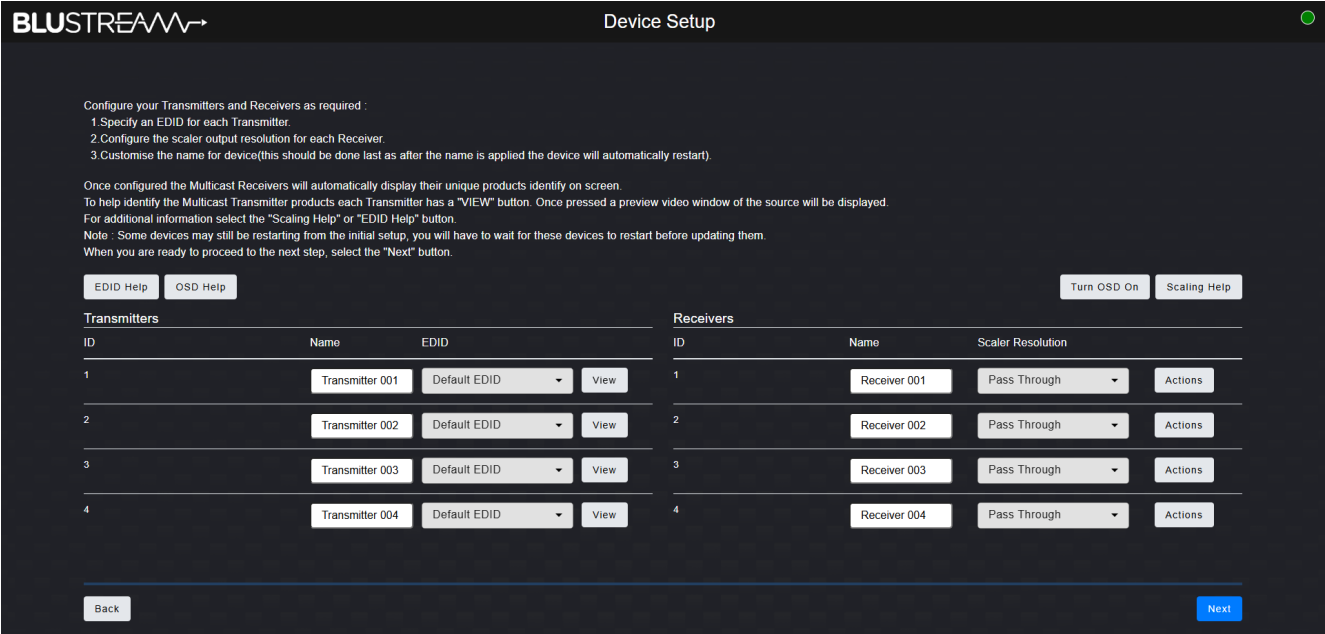 BLUSTREAM
Device Setup
Configure your Transmitters and Receivers as required :
1.Specify an EDID for each Transmitter.
2.Configure the scaler output resolution for each Receiver.
3.Customise the name for device(this should be done last as after the name is applied the device will automatically restart).
Once configured the Multicast Receivers will automatically display their unique products identify on screen.
To help identify the Multicast Transmitter products each Transmitter has a "VIEW" button. Once pressed a preview video window of the source will be displayed.
For additional information select the "Scaling Help" or "EDID Help" button.
Note : Some devices may still be restarting from the initial setup, you will have to wait for these devices to restart before updating them.
When you are ready to proceed to the next step, select the "Next" button.
EDID Help OSD Help Turn OSD On Scaling Help
Transmitters
ID Name EDID
1 Transmitter 001 Default EDID View
2 Transmitter 002 Default EDID View
3 Transmitter 003 Default EDID View
4 Transmitter 004 Default EDID View
Receivers
ID Name Scaler Resolution
1 Receiver 001 Pass Through Actions
2 Receiver 002 Pass Through Actions
3 Receiver 003 Pass Through Actions
4 Receiver 004 Pass Through Actions
Back Next